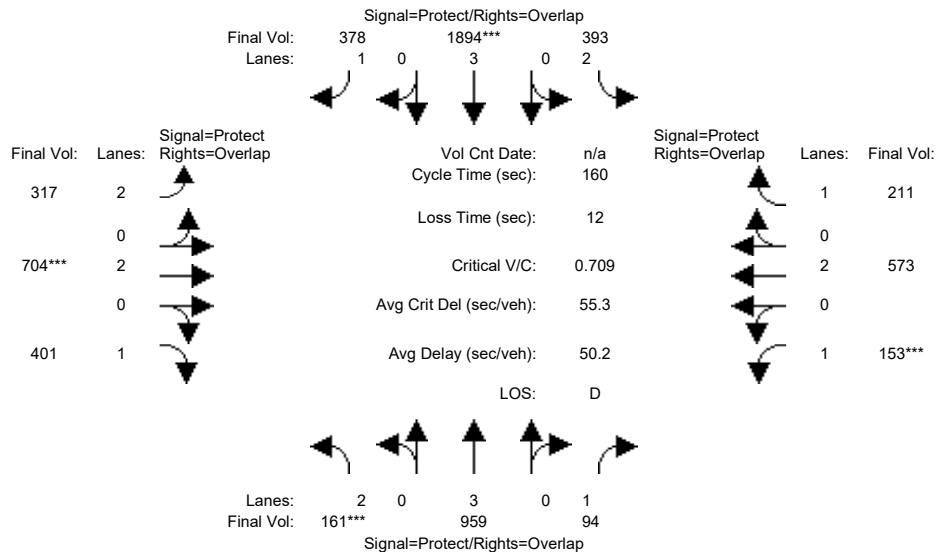 Signal=Protect/Rights=Overlap
Final Vol: 378 1894*** 393
Lanes: 1 0 3 0 2
Signal=Protect
Final Vol: Lanes: Rights=Overlap
Vol Cnt Date: n/a
Signal=Protect
Rights=Overlap Lanes: Final Vol:
Cycle Time (sec): 160
317 2
1 211
Loss Time (sec): 12
0
0
704*** 2
Critical V/C: 0.709
2 573
0
Avg Crit Del (sec/veh): 55.3
0
401 1
Avg Delay (sec/veh): 50.2
1 153***
LOS: D
Lanes: 2 0 3 0 1
Final Vol: 161*** 959 94
Signal=Protect/Rights=Overlap